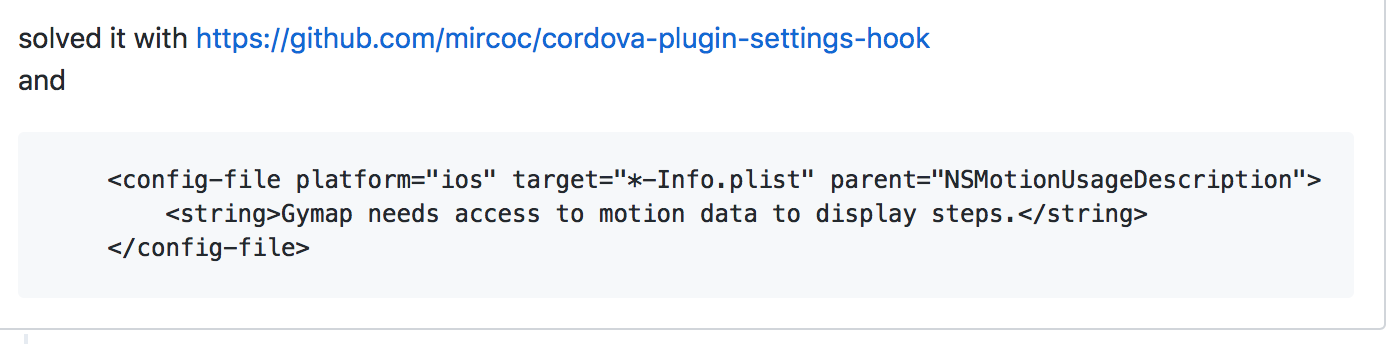 solved it with https://github.com/mircoc/cordova-plugin-settings-hook
and
<config-file platform="ios" target="*-Info.plist" parent="NSMotionUsageDescription">
<string>Gymap needs access to motion data to display steps.</string>
</config-file>